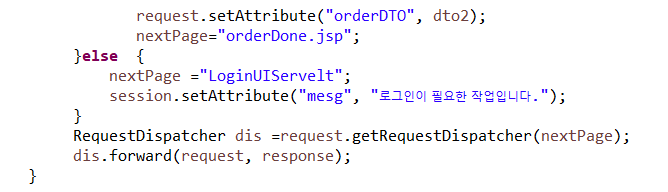 request.setAttribute("orderDTO", dto2);
nextPage="orderDone.jsp";
}else  {
nextPage ="LoginUIServelt";
session.setAttribute("mesg", "로그인이 필요한 작업입니다.");
}
RequestDispatcher dis =request.getRequestDispatcher(nextPage);
dis.forward(request, response);
}